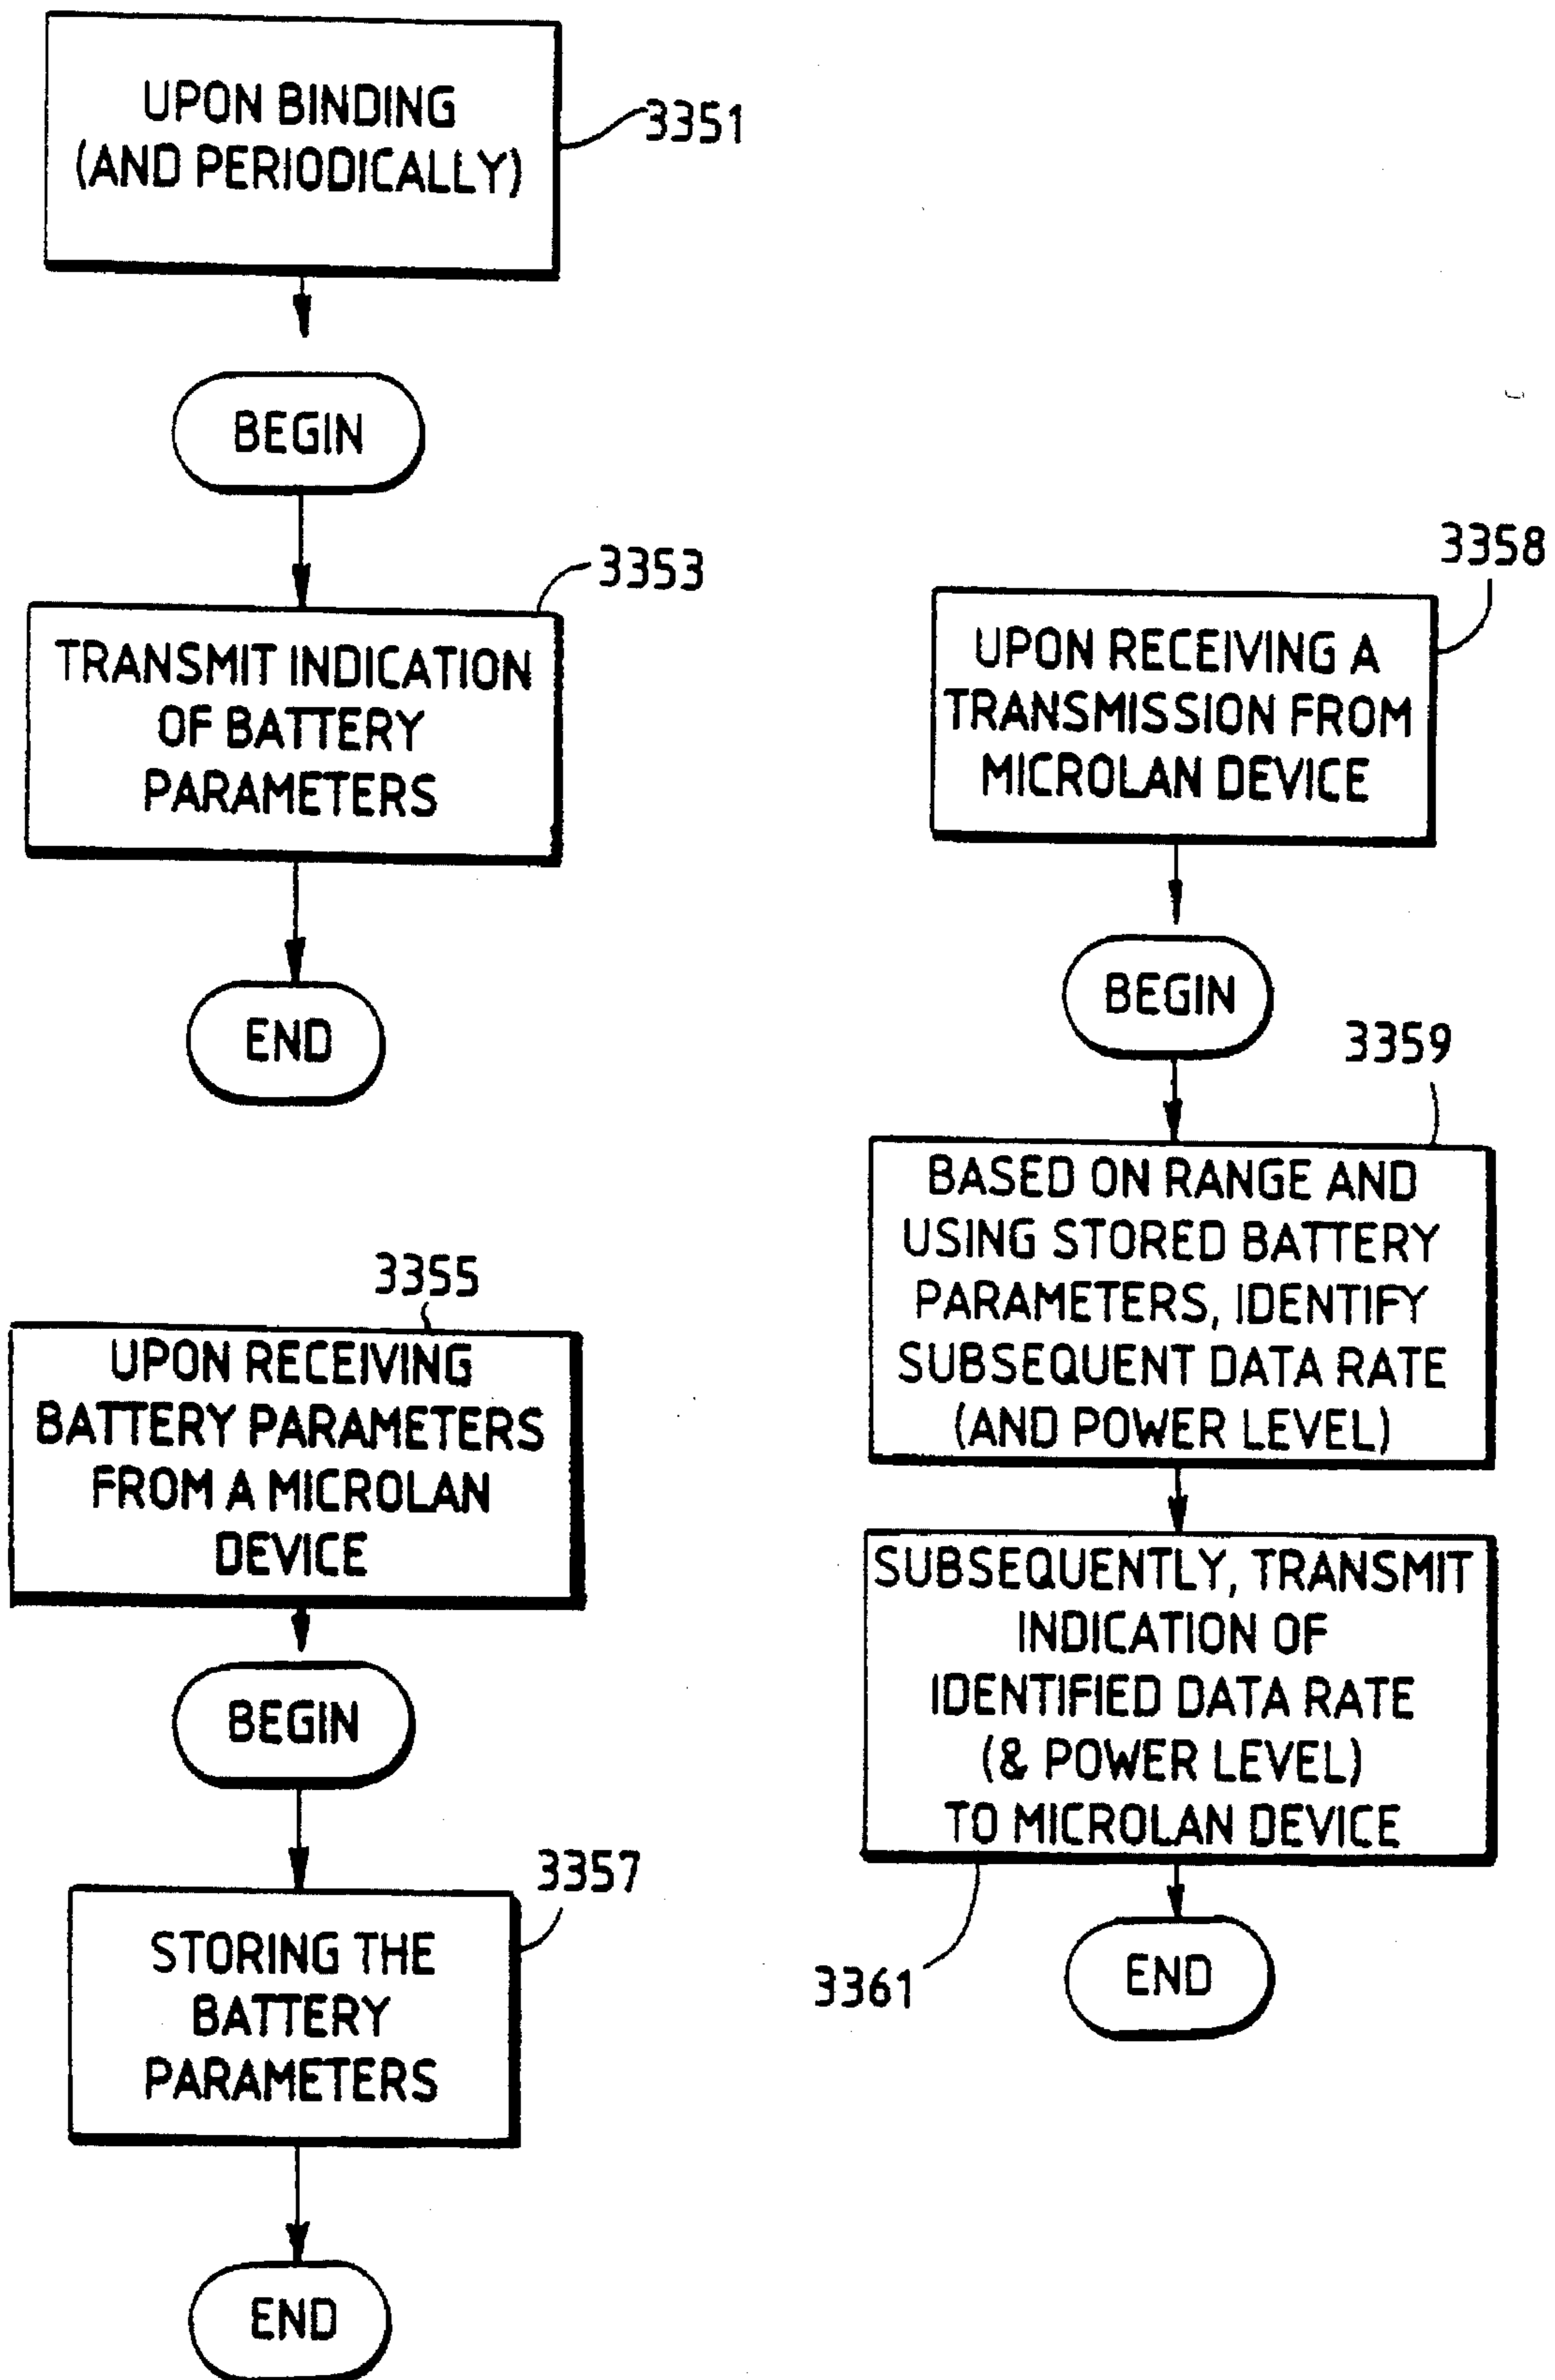 UPON BINDING
(AND PERIODICALLY)
3351
BEGIN
3353
TRANSMIT INDICATION
OF BATTERY
PARAMETERS
END
3355
UPON RECEIVING
BATTERY PARAMETERS
FROM A MICROLAN
DEVICE
BEGIN
3357
STORING THE
BATTERY
PARAMETERS
END
3358
UPON RECEIVING A
TRANSMISSION FROM
MICROLAN DEVICE
BEGIN
3359
BASED ON RANGE AND
USING STORED BATTERY
PARAMETERS, IDENTIFY
SUBSEQUENT DATA RATE
(AND POWER LEVEL)
SUBSEQUENTLY, TRANSMIT
INDICATION OF
IDENTIFIED DATA RATE
(& POWER LEVEL)
TO MICROLAN DEVICE
3361
END